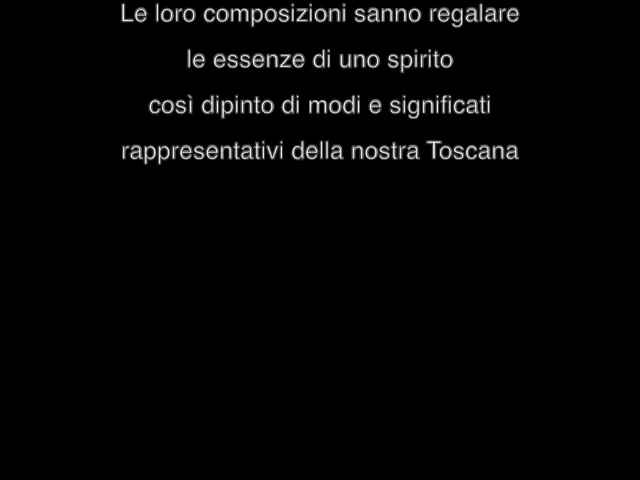 Le loro composizioni sanno regalare
le essenze di uno spirito
così dipinto di modi e significati
rappresentativi della nostra Toscana